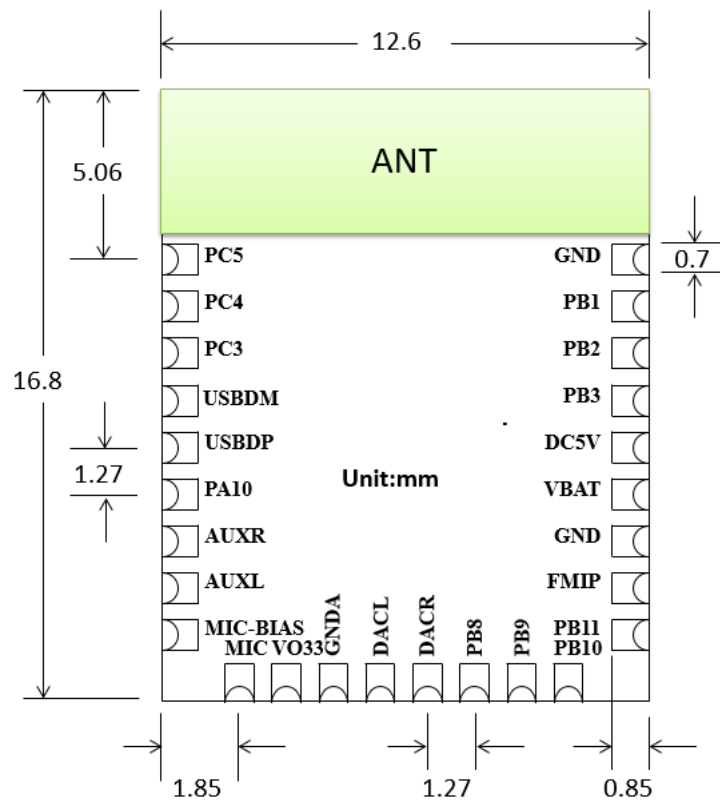 12.6
ANT
5.06
PC5 GND
0.7
PC4 PB1
PC3 PB2
16.8
USBDM PB3
USBDP DC5V
1.27
Unit:mm
PA10 VBAT
AUXR GND
AUXL FMIP
MIC-BIAS PB11
MIC VO33 GNDA DACL DACR PB8 PB9 PB10
1.85 1.27 0.85